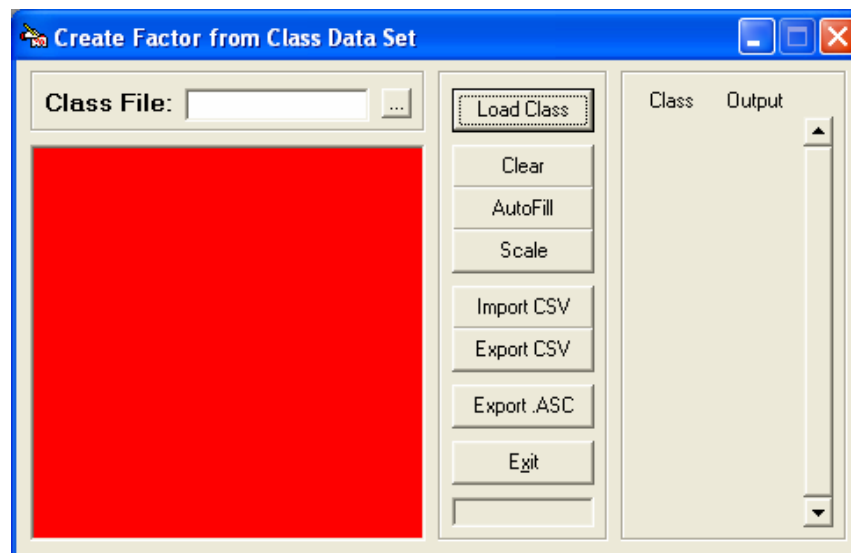 Create Factor from Class Data Set
Class File:
...
Load Class
Clear
AutoFill
Scale
Import CSV
Export CSV
Export .ASC
Exit
Class Output